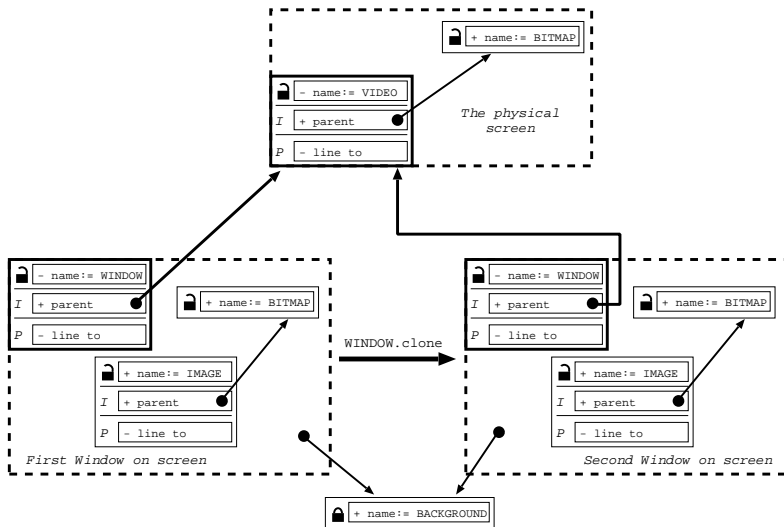 + name:= BITMAP
- name:= VIDEO
I + parent
P - line to
The physical
screen
- name:= WINDOW
I + parent
P - line to
+ name:= BITMAP
+ name:= IMAGE
I + parent
P - line to
First Window on screen
WINDOW.clone
- name:= WINDOW
I + parent
P - line to
+ name:= BITMAP
+ name:= IMAGE
I + parent
P - line to
Second Window on screen
+ name:= BACKGROUND